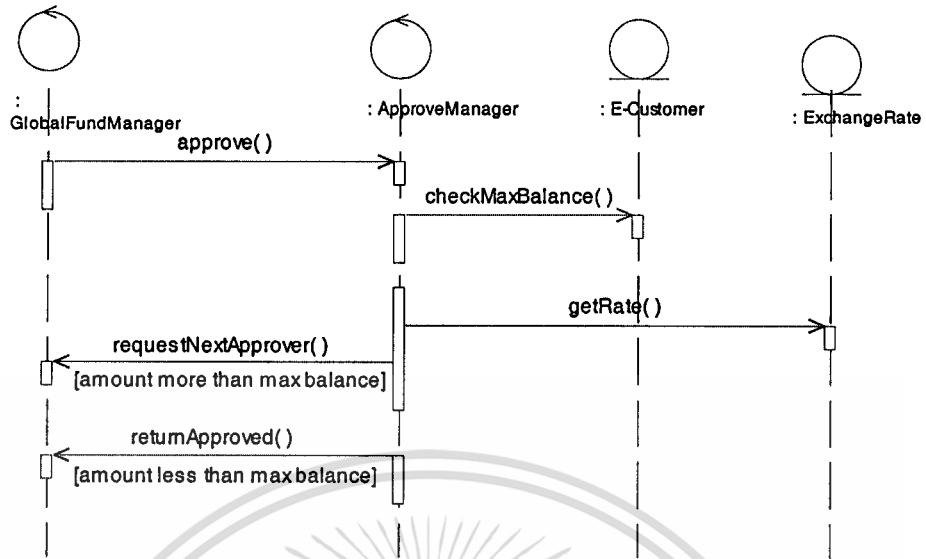 :
GlobalFundManager
: ApproveManager
: E-Customer
: ExchangeRate
approve( )
checkMaxBalance( )
getRate( )
requestNextApprover( )
[amount more than max balance]
returnApproved( )
[amount less than max balance]